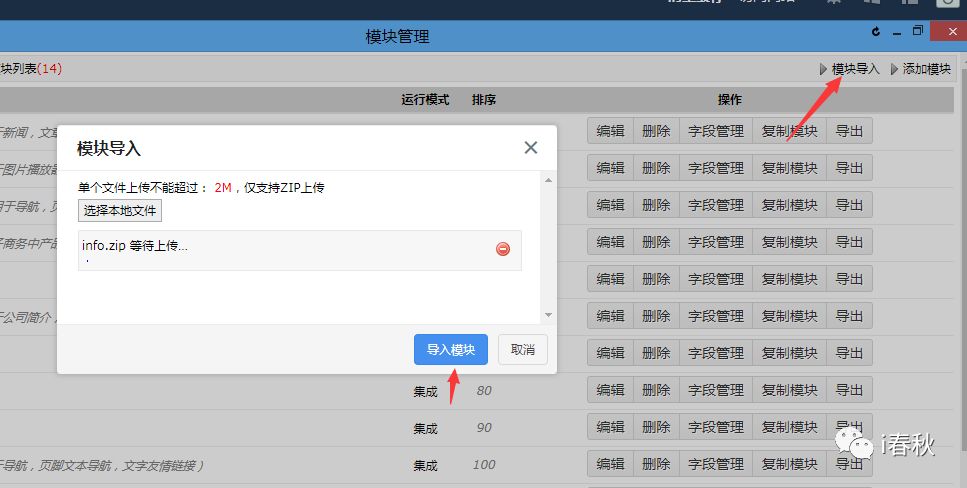 模块管理
块列表(14)
模块导入 添加模块
运行模式 排序 操作
编辑 删除 字段管理 复制模块 导出
编辑 删除 字段管理 复制模块 导出
编辑 删除 字段管理 复制模块 导出
编辑 删除 字段管理 复制模块 导出
编辑 删除 字段管理 复制模块 导出
编辑 删除 字段管理 复制模块 导出
编辑 删除 字段管理 复制模块 导出
集成 80 编辑 删除 字段管理 复制模块 导出
集成 90 编辑 删除 字段管理 复制模块 导出
于导航，页脚文本导航，文字友情链接） 集成 100 编辑 删除 字段管理 复制模块 导出
模块导入
单个文件上传不能超过： 2M，仅支持ZIP上传
选择本地文件
info.zip 等待上传...
导入模块 取消
i春秋